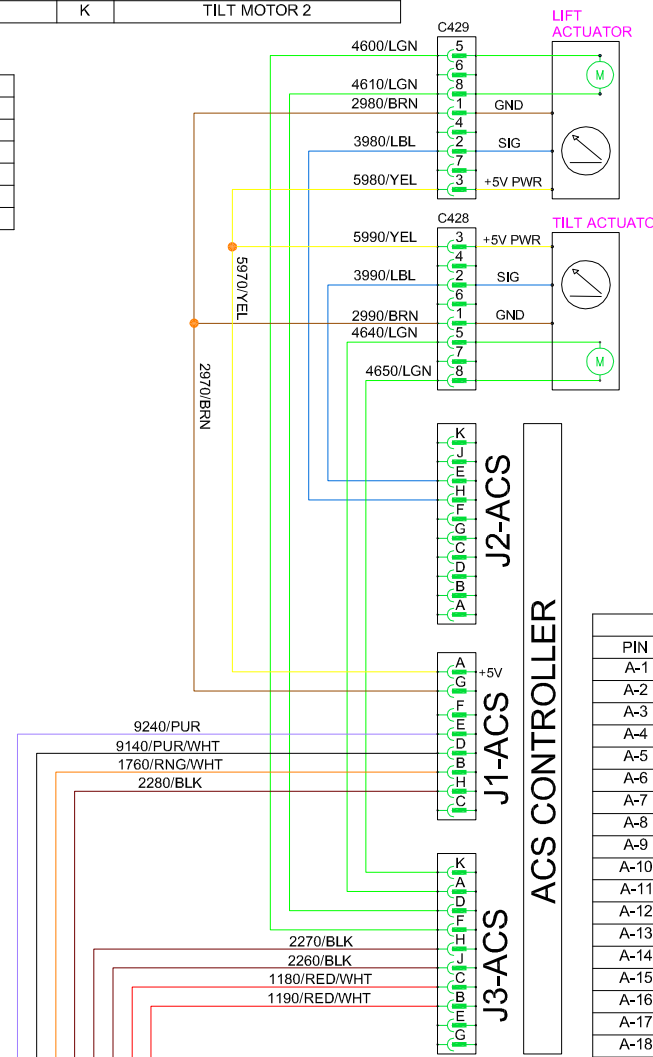 K TILT MOTOR 2
LIFT
ACTUATOR
C429
4600/LGN 5
6
4610/LGN 8
2980/BRN 1 GND
4
3980/LBL 2 SIG
7
5980/YEL 3 +5V PWR
M
C428
TILT ACTUATO
5990/YEL 3 +5V PWR
4
3990/LBL 2 SIG
6
2990/BRN 1 GND
4640/LGN 5
7
4650/LGN 8
M
5970/YEL
2970/BRN
K
J
E
H
F
G
C
D
B
A
J2-ACS
A +5V
G
F
9240/PUR E
9140/PUR/WHT D
1760/RNG/WHT B
2280/BLK H
C
J1-ACS
K
A
D
F
2270/BLK H
2260/BLK J
1180/RED/WHT C
1190/RED/WHT B
E
G
J3-ACS
ACS CONTROLLER
PIN
A-1
A-2
A-3
A-4
A-5
A-6
A-7
A-8
A-9
A-10
A-11
A-12
A-13
A-14
A-15
A-16
A-17
A-18